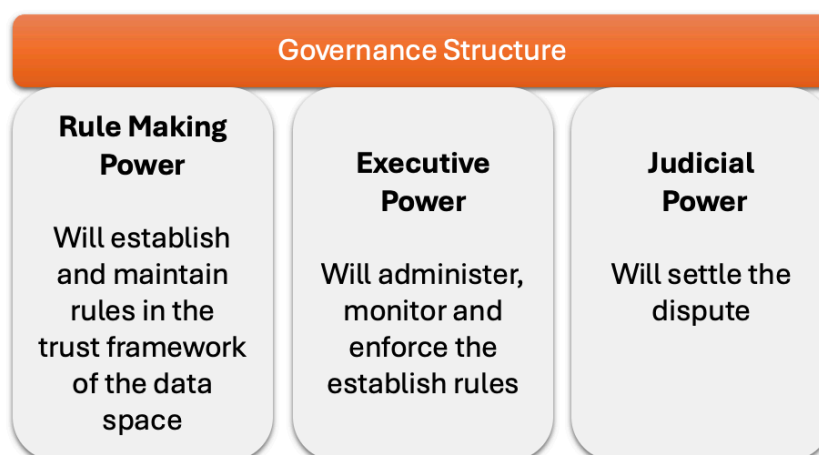 Governance Structure
Rule Making
Power
Will establish
and maintain
rules in the
trust framework
of the data
space
Executive
Power
Will administer,
monitor and
enforce the
establish rules
Judicial
Power
Will settle the
dispute